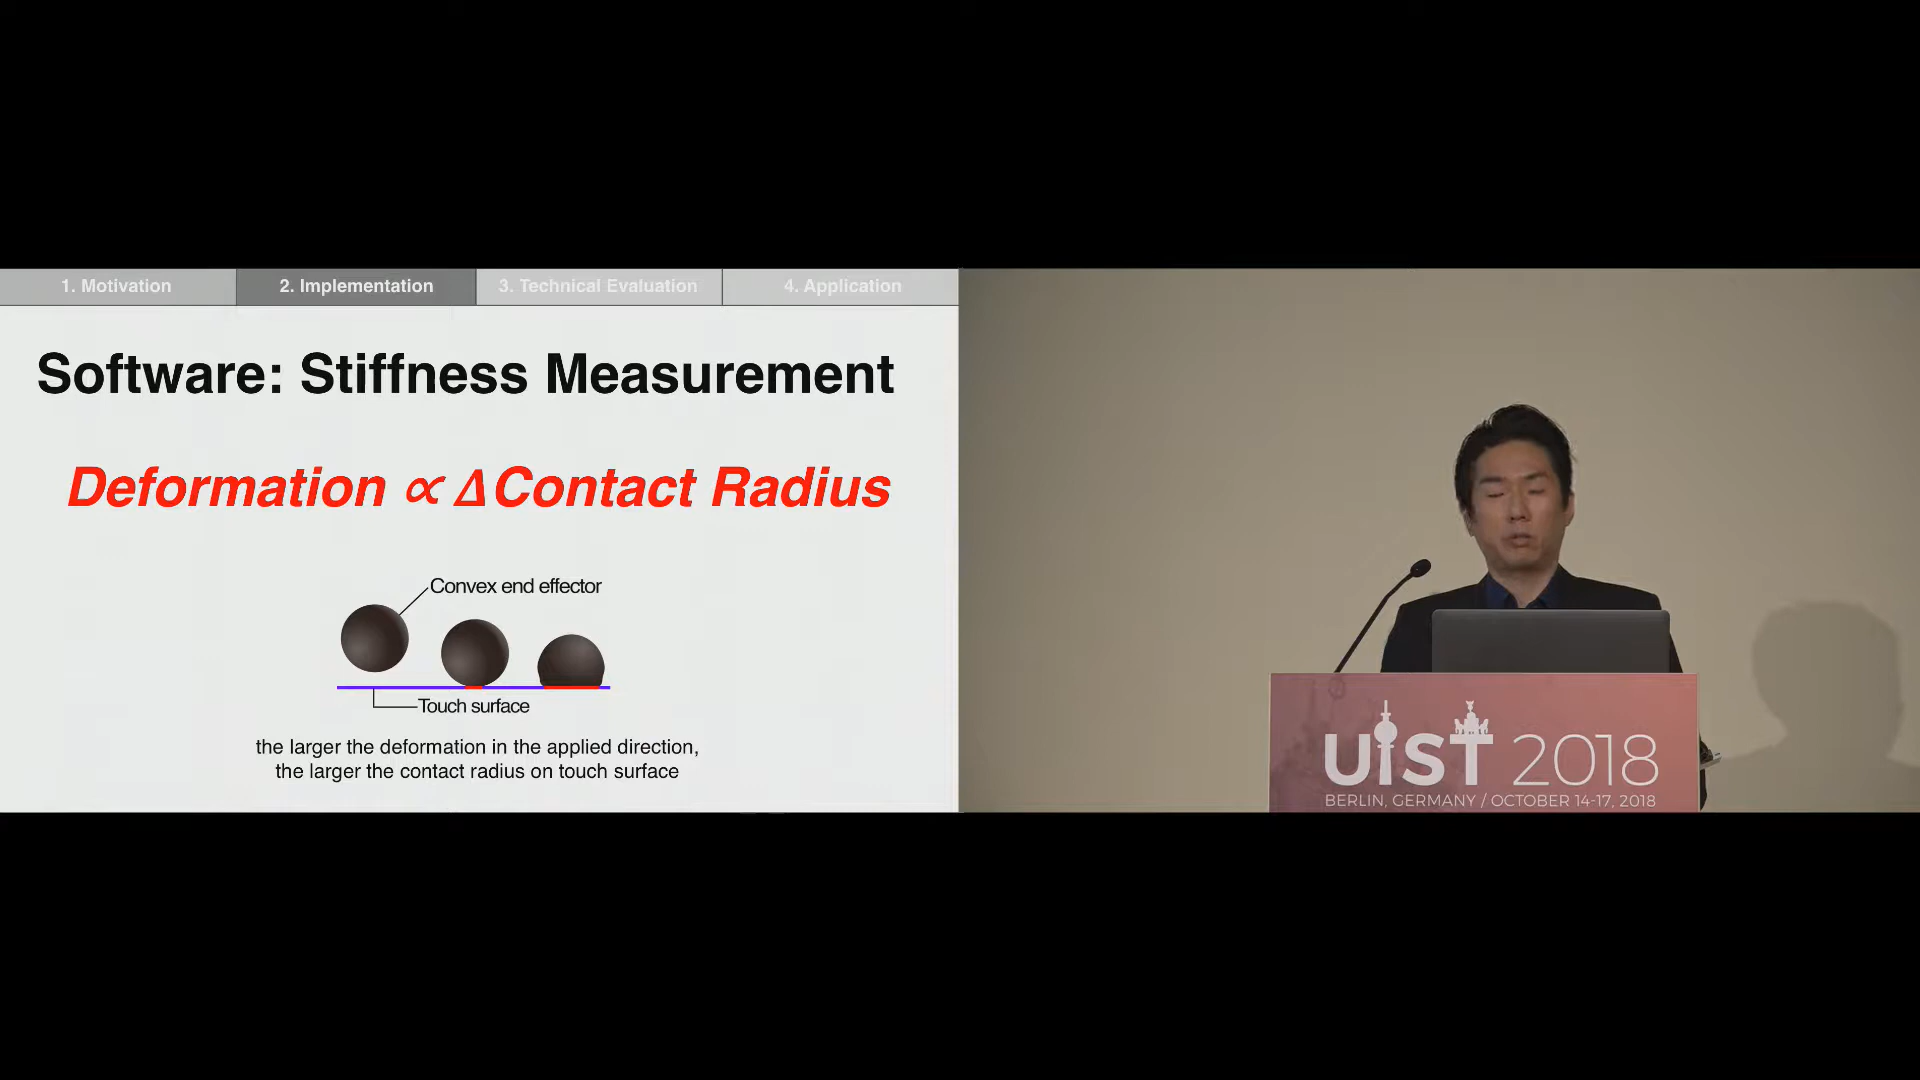 1. Motivation
2. Implementation
3. Technical Evaluation
4. Application
Software: Stiffness Measurement
Deformation ∝ ΔContact Radius
Convex end effector
Touch surface
the larger the deformation in the applied direction,
the larger the contact radius on touch surface
UIST 2018
BERLIN, GERMANY / OCTOBER 14-17, 2018